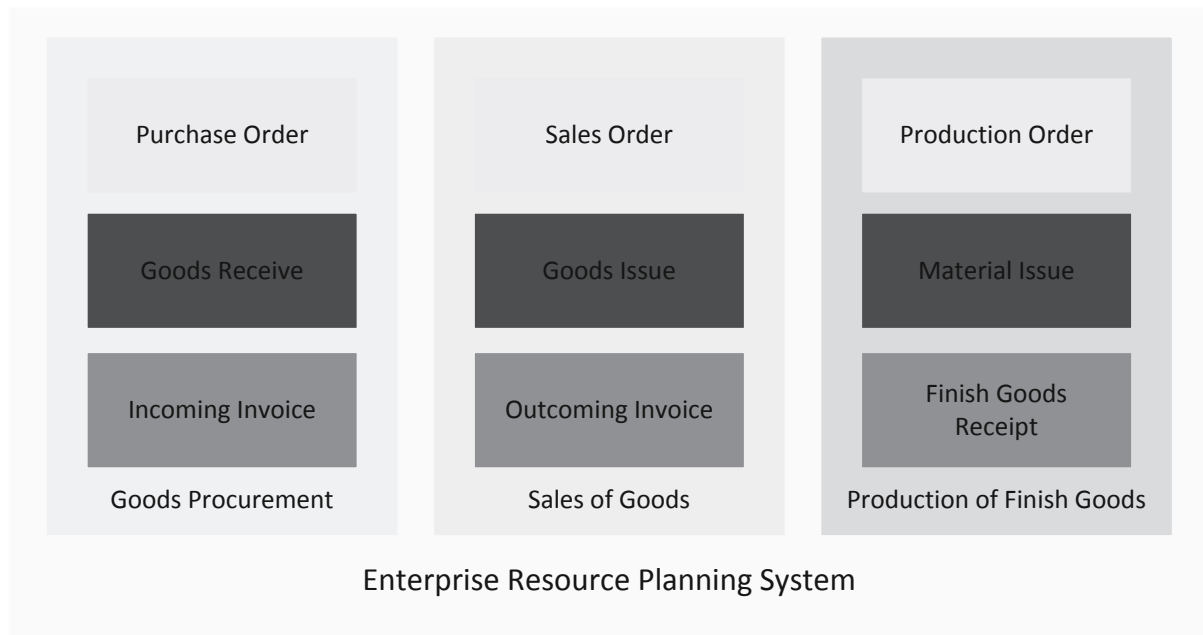 Purchase Order
Goods Receive
Incoming Invoice
Goods Procurement
Sales Order
Goods Issue
Outcoming Invoice
Sales of Goods
Production Order
Material Issue
Finish Goods
Receipt
Production of Finish Goods
Enterprise Resource Planning System